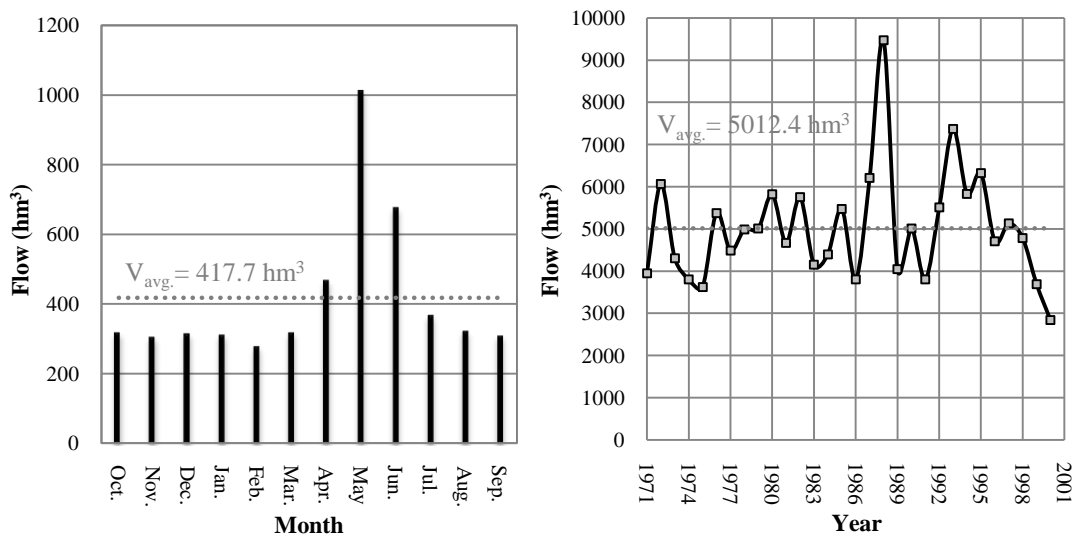 1200
1000
800
600
400
200
0
Flow (hm³)
V_avg. = 417.7 hm³
Oct.
Nov.
Dec.
Jan.
Feb.
Mar.
Apr.
May
Jun.
Jul.
Aug.
Sep.
Month
10000
9000
8000
7000
6000
5000
4000
3000
2000
1000
0
Flow (hm³)
V_avg. = 5012.4 hm³
1971
1974
1977
1980
1983
1986
1989
1992
1995
1998
2001
Year